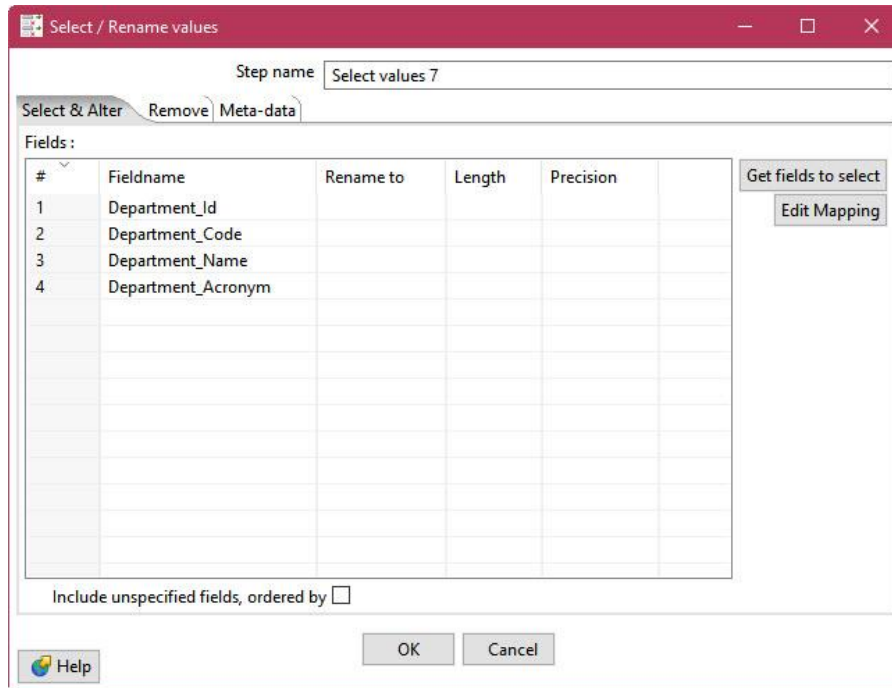 Select / Rename values
Step name Select values 7
Select & Alter Remove Meta-data
Fields :
# Fieldname Rename to Length Precision
Get fields to select
1 Department_Id
Edit Mapping
2 Department_Code
3 Department_Name
4 Department_Acronym
Include unspecified fields, ordered by
OK Cancel
Help